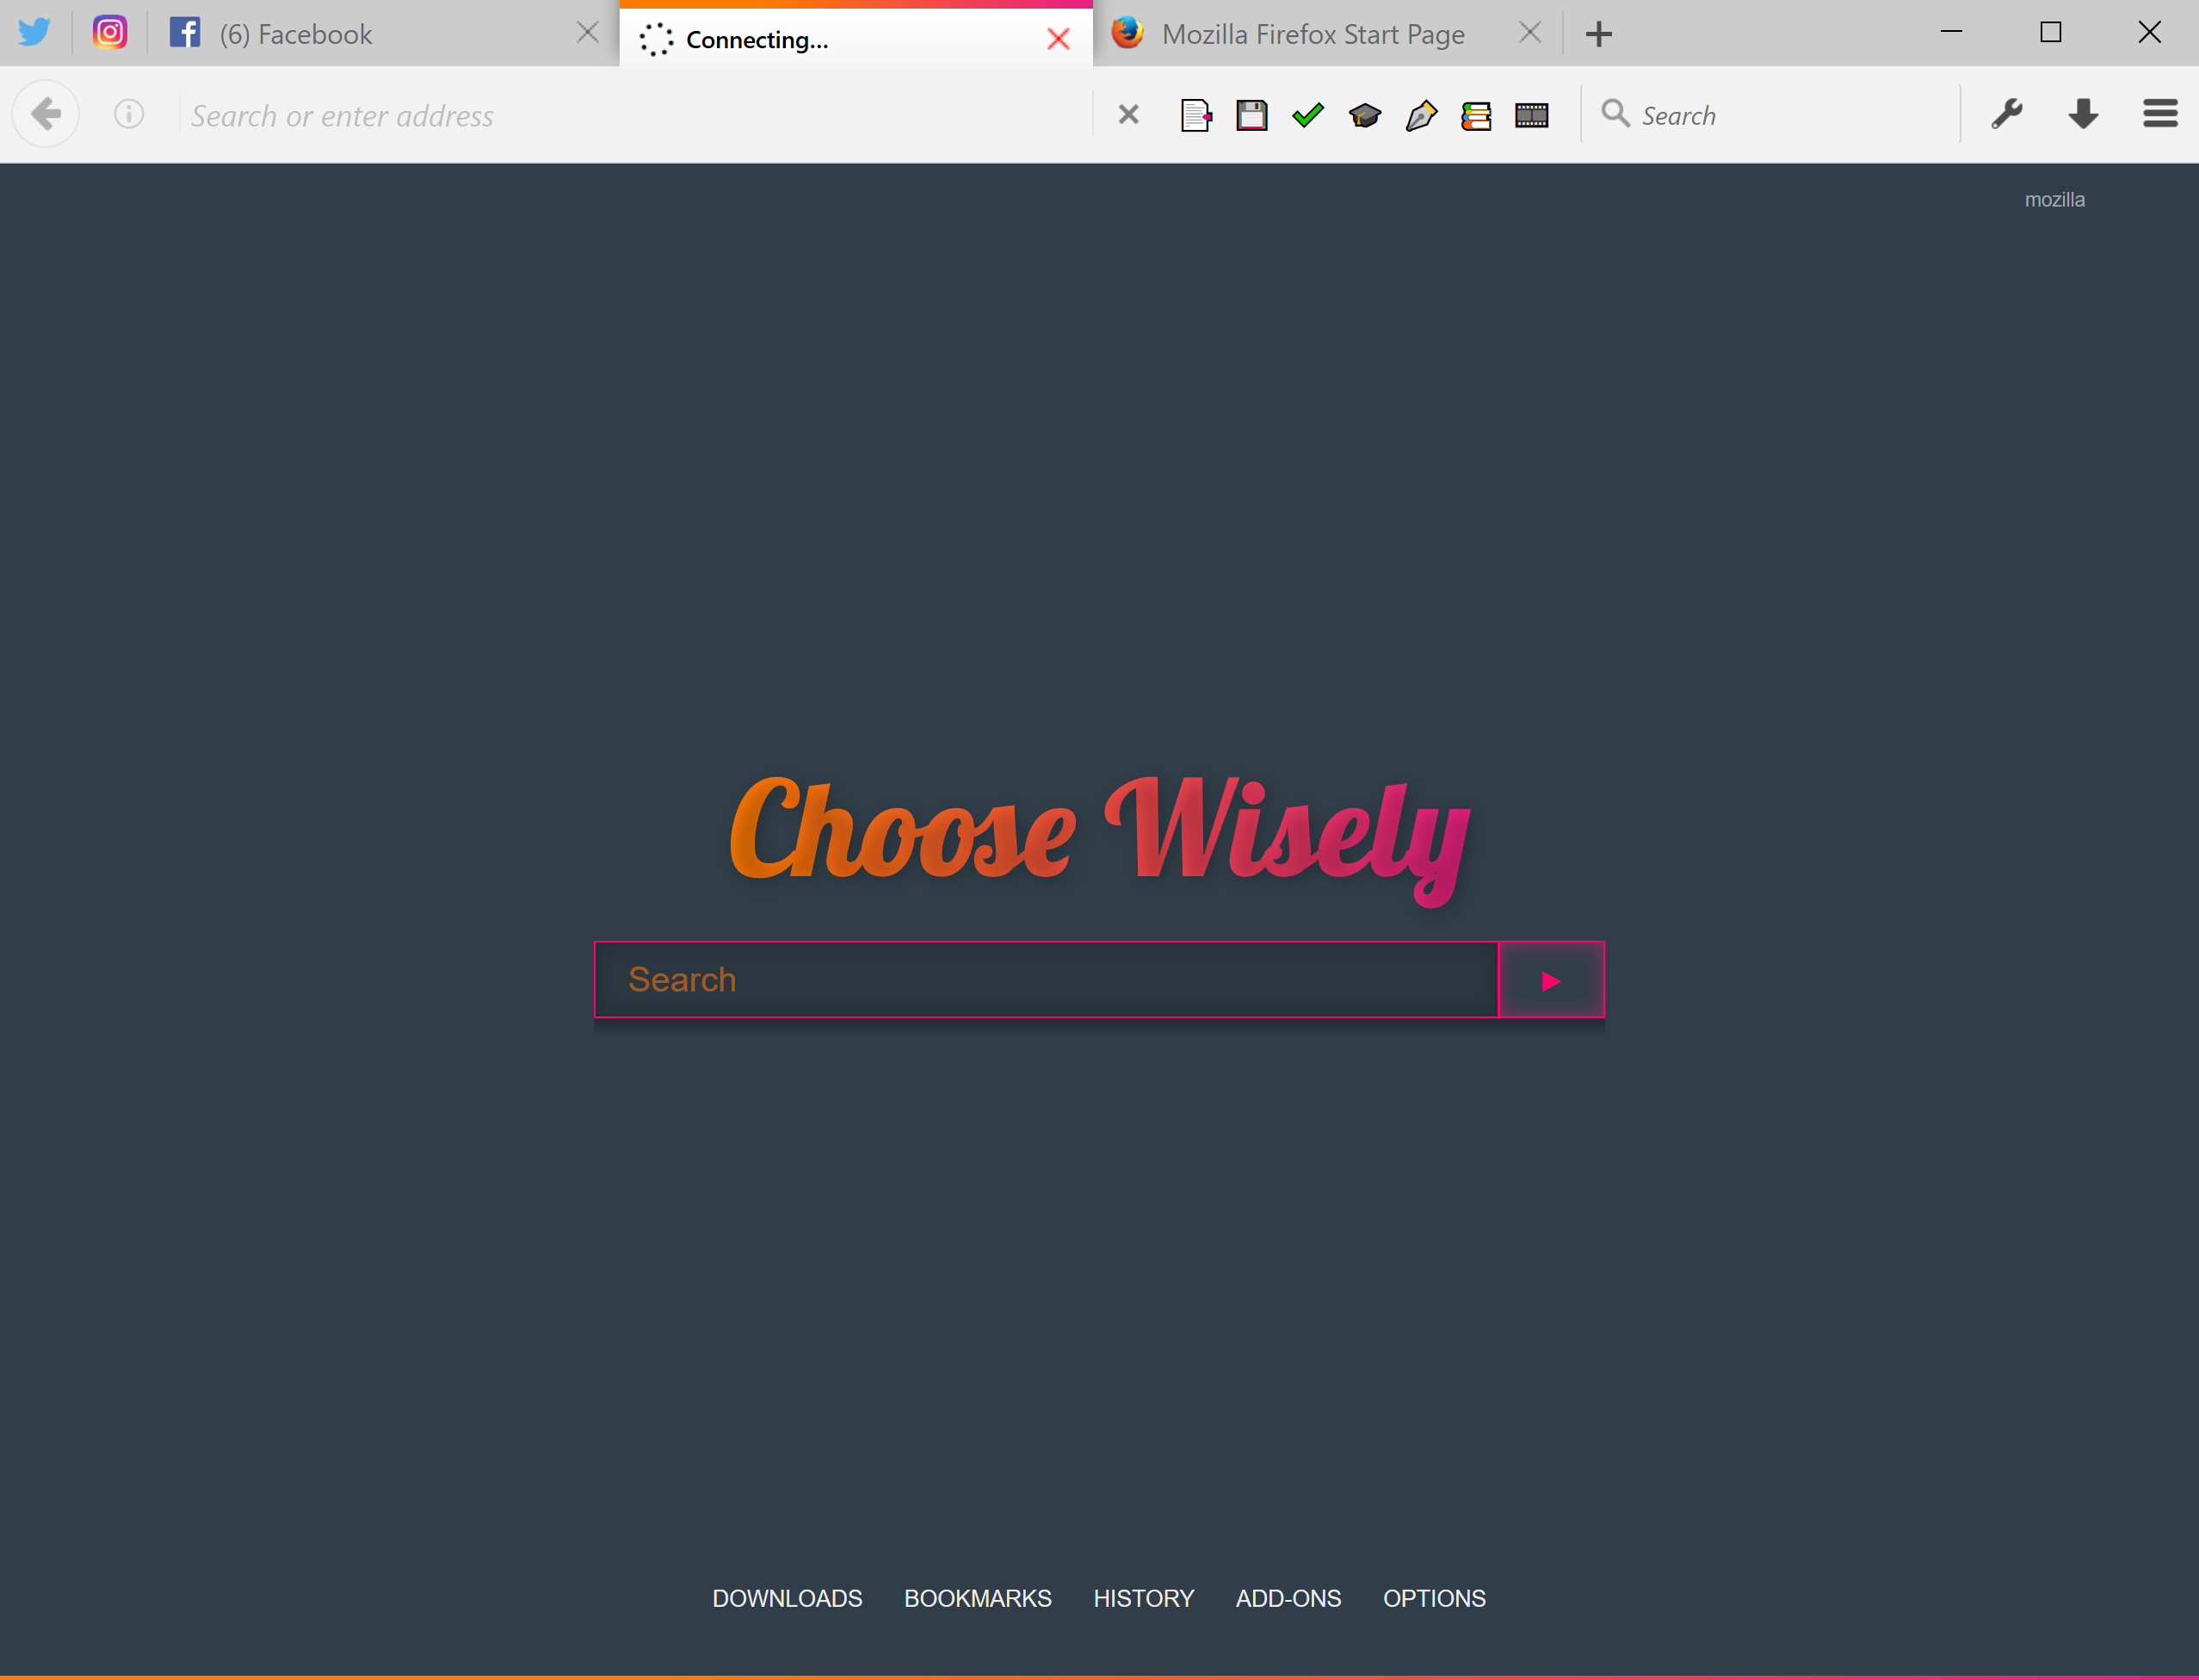 (6) Facebook
Connecting...
Mozilla Firefox Start Page
Search or enter address
Search
mozilla
Choose Wisely
Search
DOWNLOADS BOOKMARKS HISTORY ADD-ONS OPTIONS